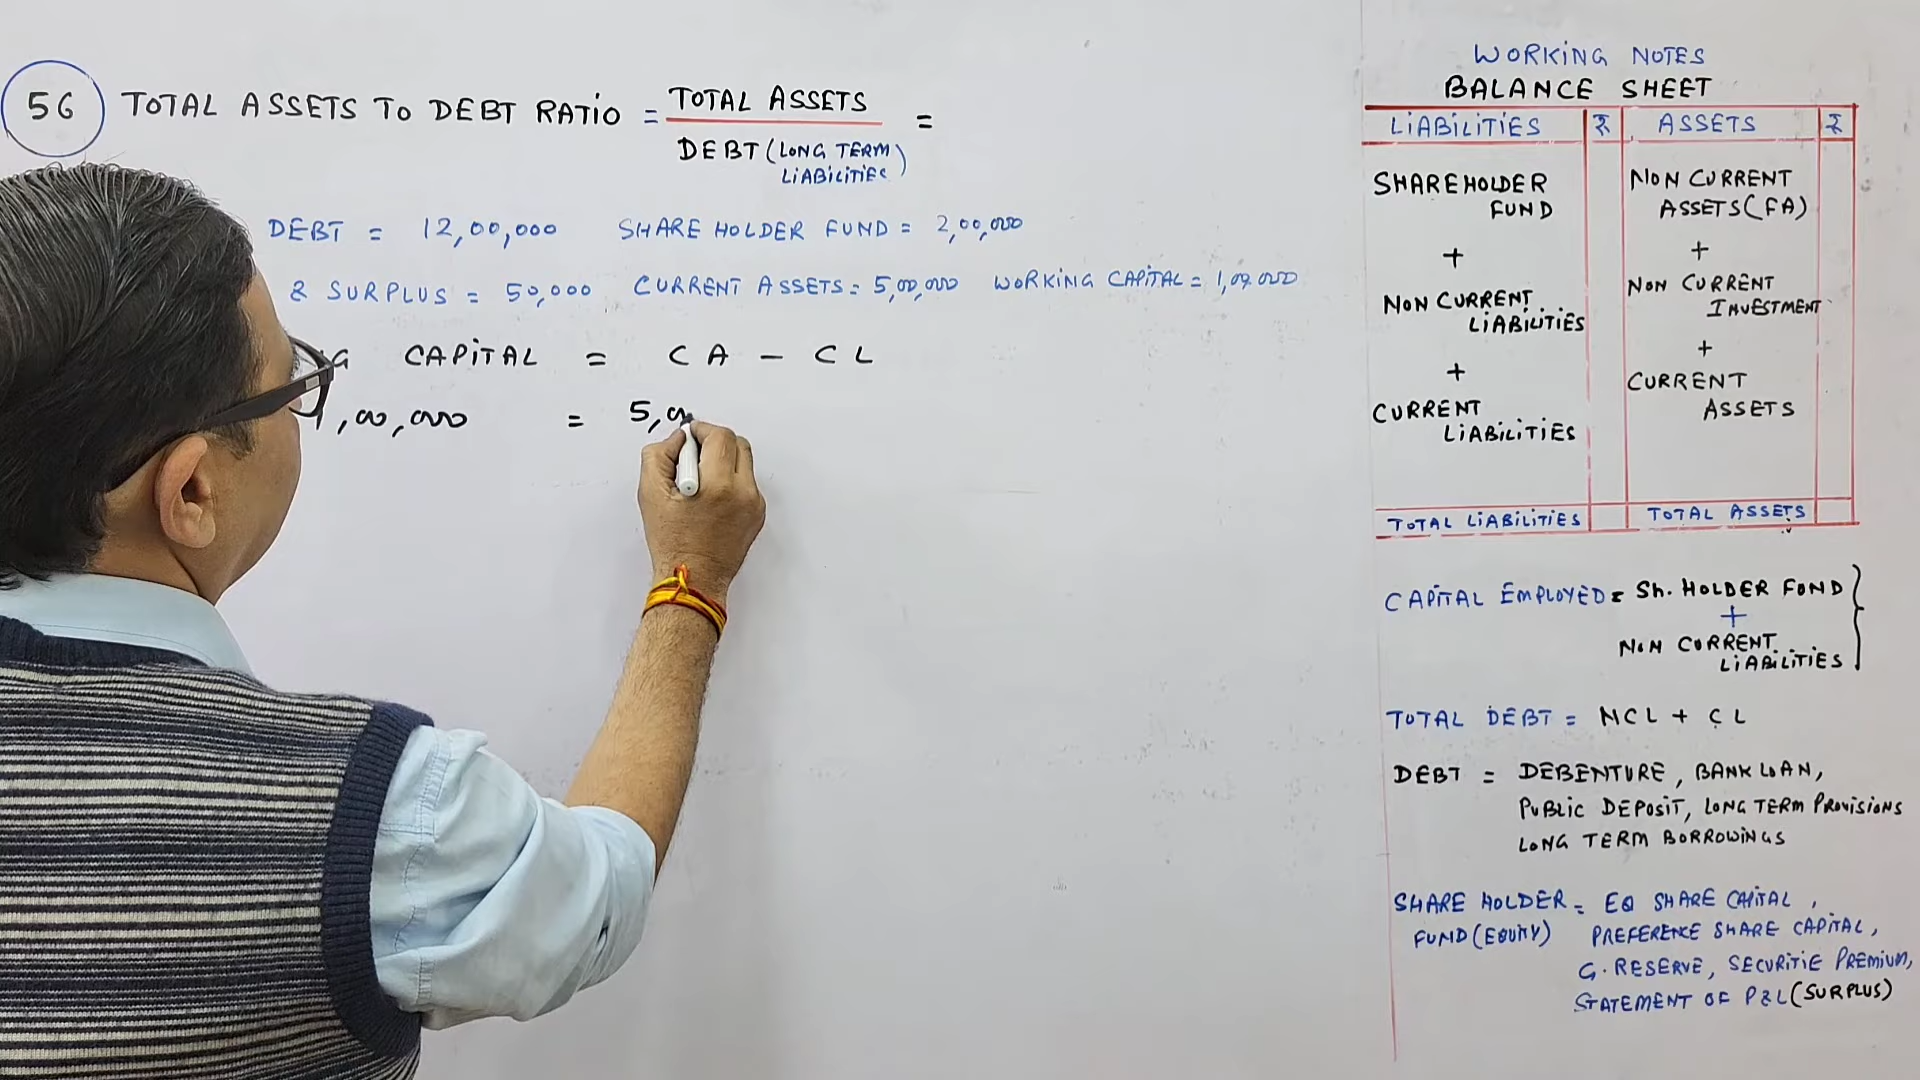 56 TOTAL ASSETS TO DEBT RATIO = TOTAL ASSETS =
DEBT (LONG TERM
LIABILITIES)
DEBT = 12,00,000 SHARE HOLDER FUND = 2,00,000
& SURPLUS = 50,000 CURRENT ASSETS = 5,00,000 WORKING CAPITAL = 1,00,000
CAPITAL = CA - CL
1,00,000 = 5,0
WORKING NOTES
BALANCE SHEET
LIABILITIES ₹ ASSETS ₹
SHAREHOLDER
FUND
+
NON CURRENT
LIABILITIES
+
CURRENT
LIABILITIES
NON CURRENT
ASSETS (FA)
+
NON CURRENT
INVESTMENT
+
CURRENT
ASSETS
TOTAL LIABILITIES TOTAL ASSETS
CAPITAL EMPLOYED = Sh. HOLDER FUND
+
NON CURRENT
LIABILITIES
TOTAL DEBT = NCL + CL
DEBT = DEBENTURE, BANK LOAN,
PUBLIC DEPOSIT, LONG TERM PROVISIONS
LONG TERM BORROWINGS
SHARE HOLDER = EQ SHARE CAPITAL,
FUND (EQUITY) PREFERENCE SHARE CAPITAL,
G. RESERVE, SECURITIE PREMIUM,
STATEMENT OF P&L (SURPLUS)